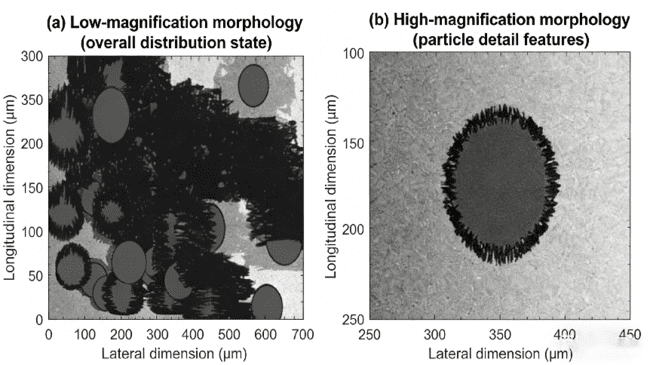 (a) Low-magnification morphology
(overall distribution state)
Longitudinal dimension (µm)
300
300
250
200
150
100
50
0
0 100 200 300 400 500 600 700
Lateral dimension (µm)
(b) High-magnification morphology
(particle detail features)
Longitudinal dimension (µm)
100
150
200
250
250 300 350 400 450
Lateral dimension (µm)